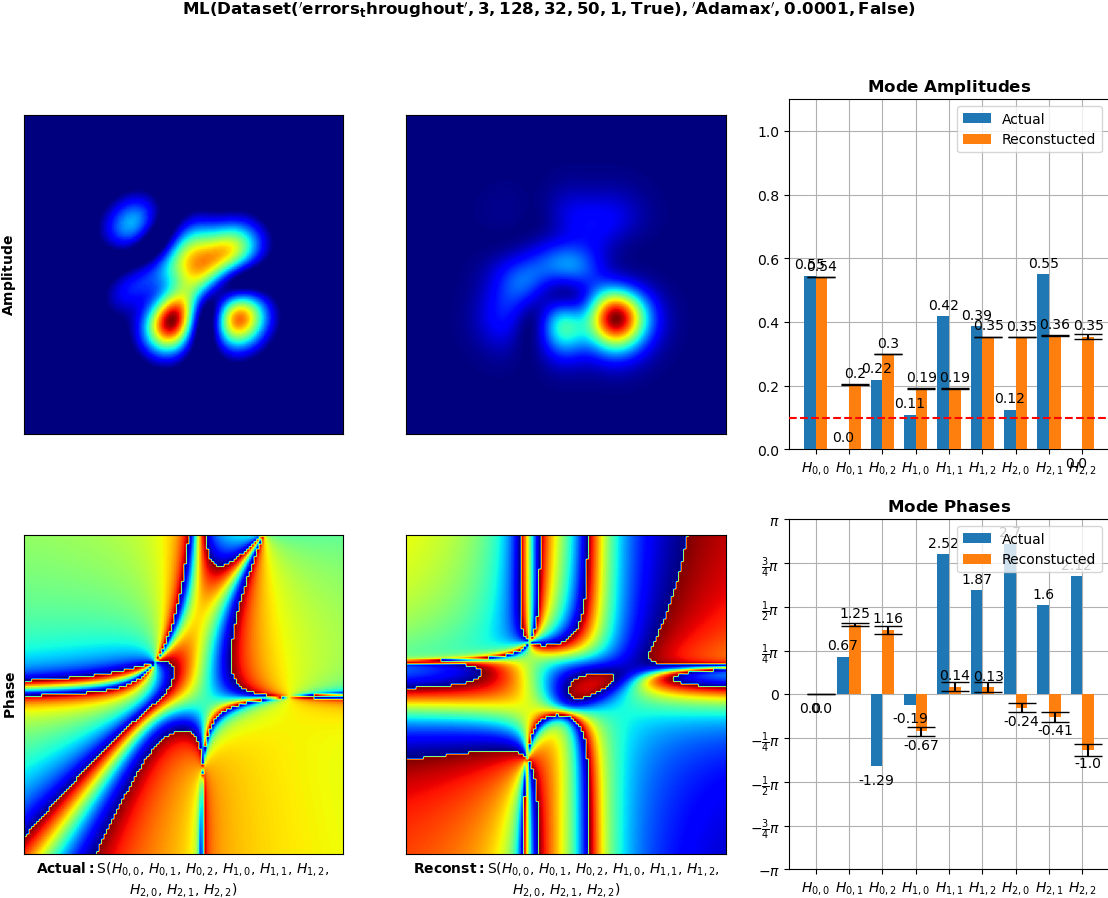 ML(Dataset('errors_throughout', 3, 128, 32, 50, 1, True), 'Adamax', 0.0001, False)
Amplitude
Mode Amplitudes
Actual
Reconstucted
1.0
0.8
0.6
0.4
0.2
0.0
0.55 0.54
0.0 0.2
0.22 0.3
0.11 0.19
0.42 0.19
0.39 0.35
0.12 0.35
0.55 0.36
0.0 0.35
H0,0 H0,1 H0,2 H1,0 H1,1 H1,2 H2,0 H2,1 H2,2
Phase
Mode Phases
Actual
Reconstucted
π
3/4π
1/2π
1/4π
0
−1/4π
−1/2π
−3/4π
−π
0.0 0.0
0.67 1.25
-1.29 1.16
-0.19 -0.67
2.52 0.14
1.87 0.13
2.7 -0.24
1.6 -0.41
2.12 -1.0
H0,0 H0,1 H0,2 H1,0 H1,1 H1,2 H2,0 H2,1 H2,2
Actual: S(H0,0, H0,1, H0,2, H1,0, H1,1, H1,2,
H2,0, H2,1, H2,2)
Reconst: S(H0,0, H0,1, H0,2, H1,0, H1,1, H1,2,
H2,0, H2,1, H2,2)